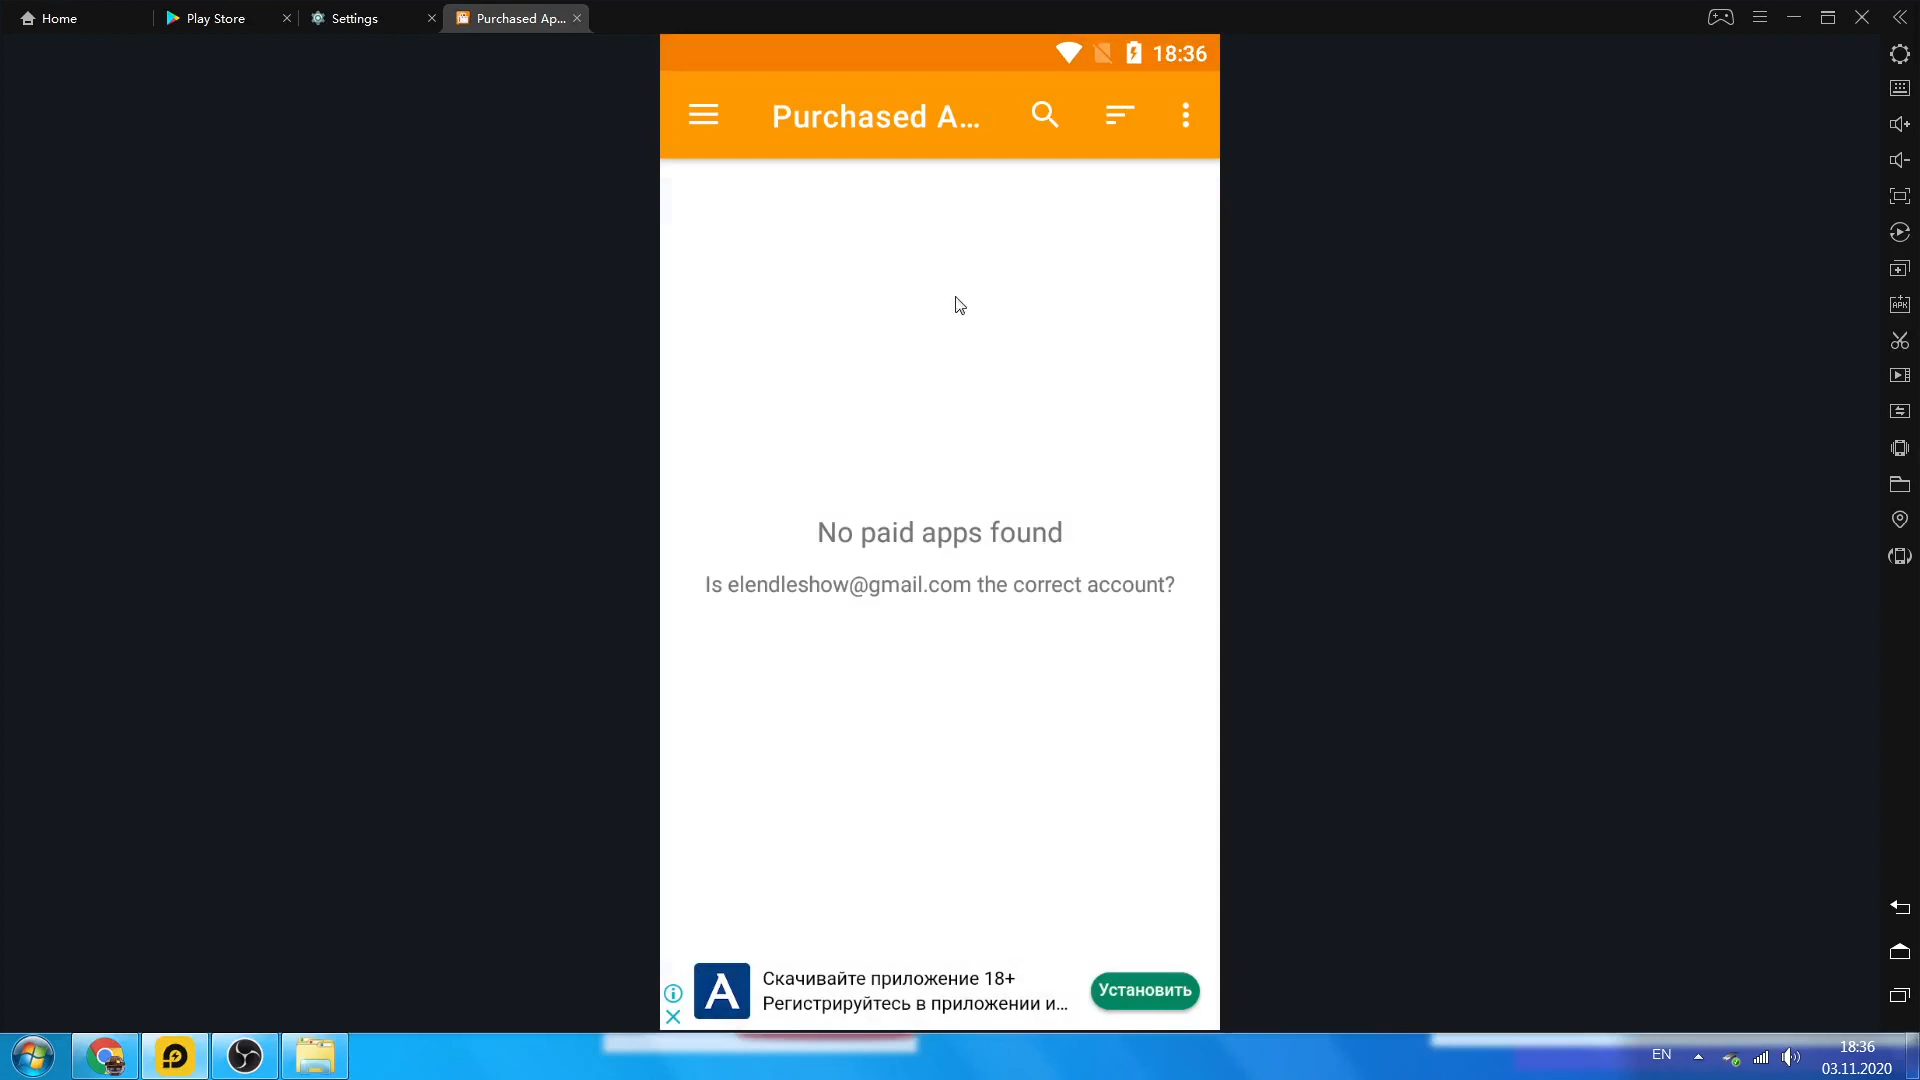 Home
Play Store
Settings
Purchased Ap...
18:36
Purchased A...
No paid apps found
Is elendleshow@gmail.com the correct account?
Скачивайте приложение 18+
Регистрируйтесь в приложении и...
Установить
APK
EN
18:36
03.11.2020